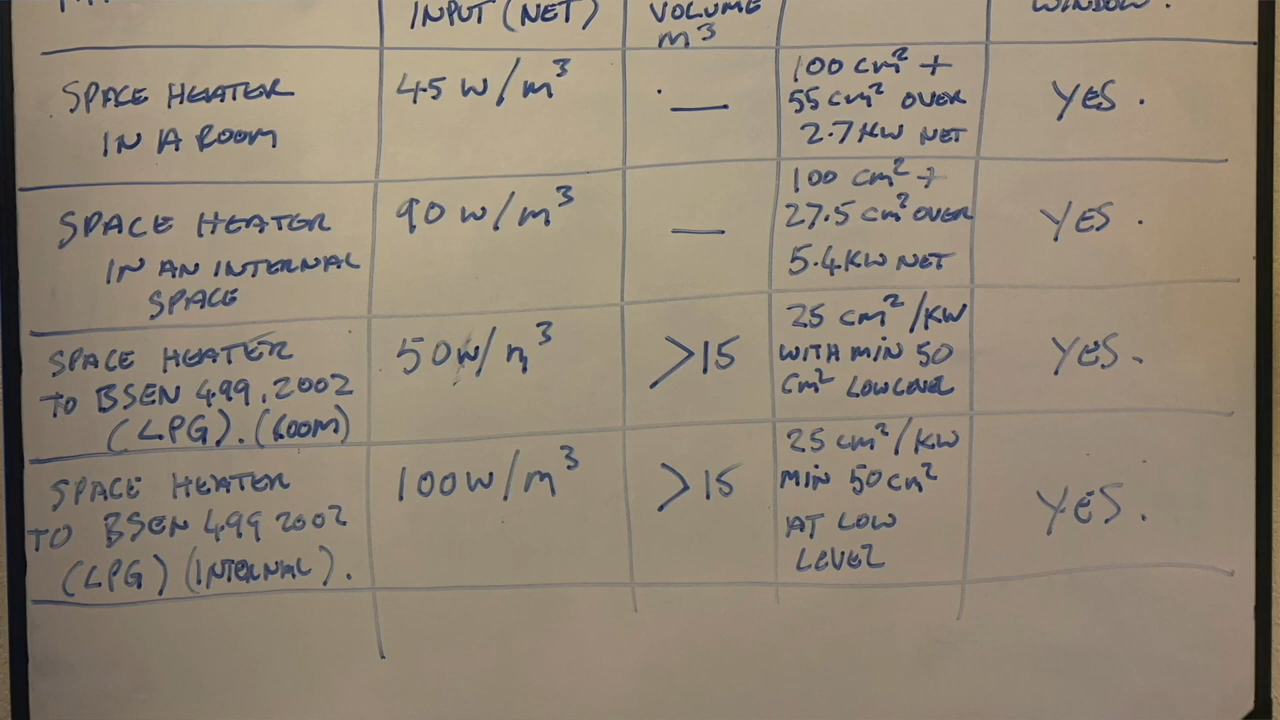 INPUT (NET)
VOLUME
m³
WINDOW.
SPACE HEATER
IN A ROOM
45 W/m³
—
100 cm² +
55 cm² OVER
2.7 KW NET
YES.
SPACE HEATER
IN AN INTERNAL
SPACE
90 W/m³
—
100 cm² +
27.5 cm² OVER
5.4 KW NET
YES.
SPACE HEATER
TO BSEN 499.2002
(LPG). (ROOM)
50 W/m³
>15
25 cm²/KW
WITH MIN 50
cm² LOW LEVEL
YES.
SPACE HEATER
TO BSEN 499 2002
(LPG) (INTERNAL).
100 W/m³
>15
25 cm²/KW
MIN 50 cm²
AT LOW
LEVEL
YES.